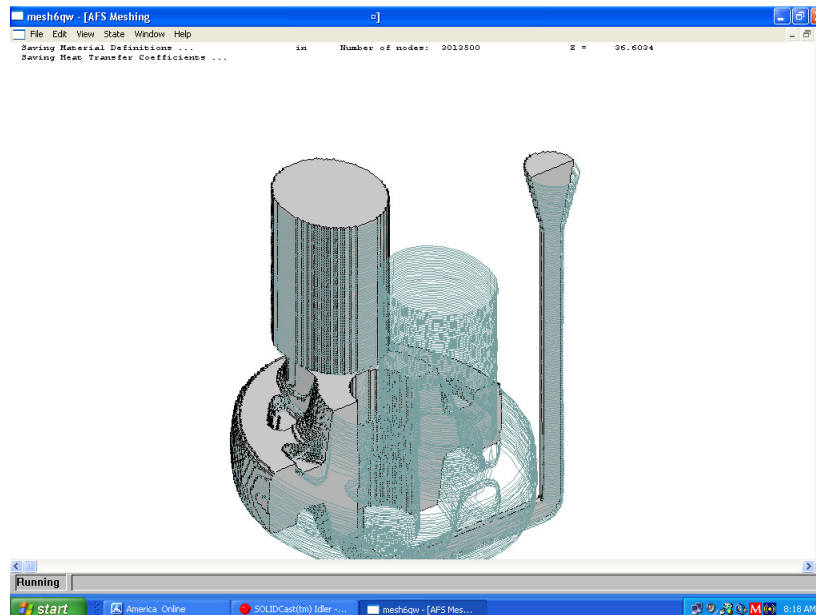 mesh6qw - [AFS Meshing ¤]
File Edit View State Window Help
Saving Material Definitions ... in Number of nodes: 3013500 Z = 36.6034
Saving Heat Transfer Coefficients ...
Running
start America Online SOLIDCast(tm) Idler -... mesh6qw - [AFS Mes... M 8:18 AM